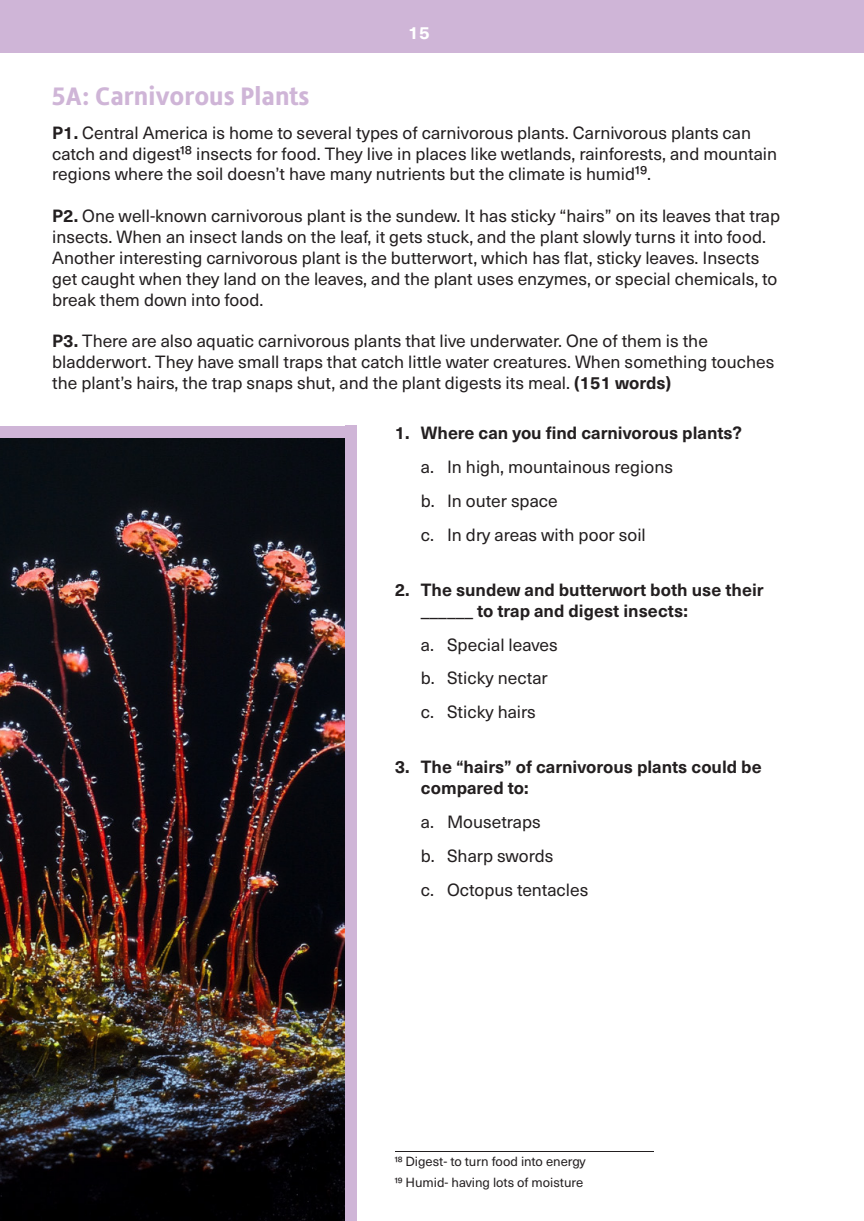 15
5A: Carnivorous Plants
P1. Central America is home to several types of carnivorous plants. Carnivorous plants can
catch and digest¹⁸ insects for food. They live in places like wetlands, rainforests, and mountain
regions where the soil doesn’t have many nutrients but the climate is humid¹⁹.
P2. One well-known carnivorous plant is the sundew. It has sticky “hairs” on its leaves that trap
insects. When an insect lands on the leaf, it gets stuck, and the plant slowly turns it into food.
Another interesting carnivorous plant is the butterwort, which has flat, sticky leaves. Insects
get caught when they land on the leaves, and the plant uses enzymes, or special chemicals, to
break them down into food.
P3. There are also aquatic carnivorous plants that live underwater. One of them is the
bladderwort. They have small traps that catch little water creatures. When something touches
the plant’s hairs, the trap snaps shut, and the plant digests its meal. (151 words)
1. Where can you find carnivorous plants?
a. In high, mountainous regions
b. In outer space
c. In dry areas with poor soil
2. The sundew and butterwort both use their
______ to trap and digest insects:
a. Special leaves
b. Sticky nectar
c. Sticky hairs
3. The “hairs” of carnivorous plants could be
compared to:
a. Mousetraps
b. Sharp swords
c. Octopus tentacles
¹⁸ Digest- to turn food into energy
¹⁹ Humid- having lots of moisture